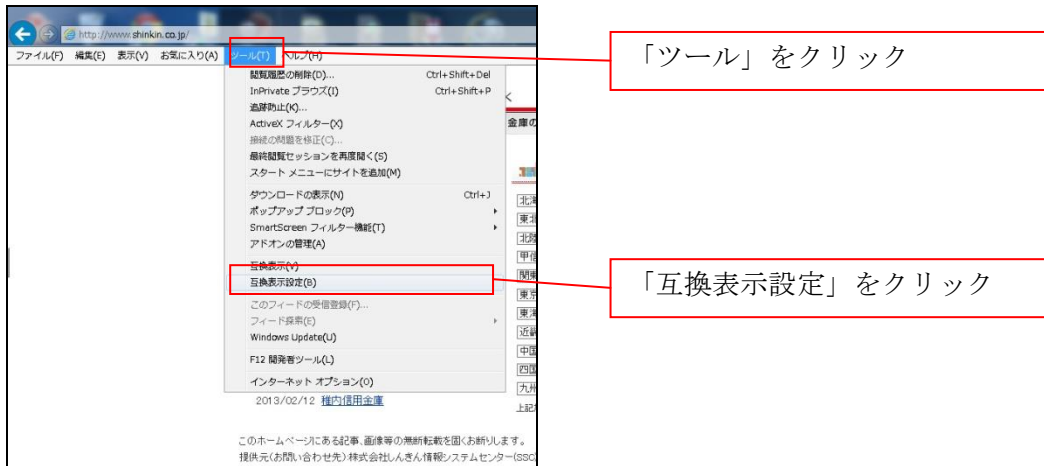 http://www.shinkin.co.jp/
ファイル(F) 編集(E) 表示(V) お気に入り(A) ツール(T) ヘルプ(H)
「ツール」をクリック
閲覧履歴の削除(D)... Ctrl+Shift+Del
InPrivate ブラウズ(I) Ctrl+Shift+P
追跡防止(K)...
ActiveX フィルター(X)
接続の問題を修正(C)...
最終閲覧セッションを再度開く(S)
スタート メニューにサイトを追加(M)
ダウンロードの表示(N) Ctrl+J
ポップアップ ブロック(P)
SmartScreen フィルター機能(T)
アドオンの管理(A)
互換表示(V)
互換表示設定(B)
「互換表示設定」をクリック
このフィードの受信登録(F)...
フィード探索(E)
Windows Update(U)
F12 開発者ツール(L)
インターネット オプション(O)
金庫の
北海
東北
北陸
甲信
関東
東京
東海
近畿
中国
四国
九州
上記
2013/02/12 稚内信用金庫
このホームページにある記事、画像等の無断転載を固くお断りします。
提供元(お問い合わせ先):株式会社しんきん情報システムセンター(SSC)